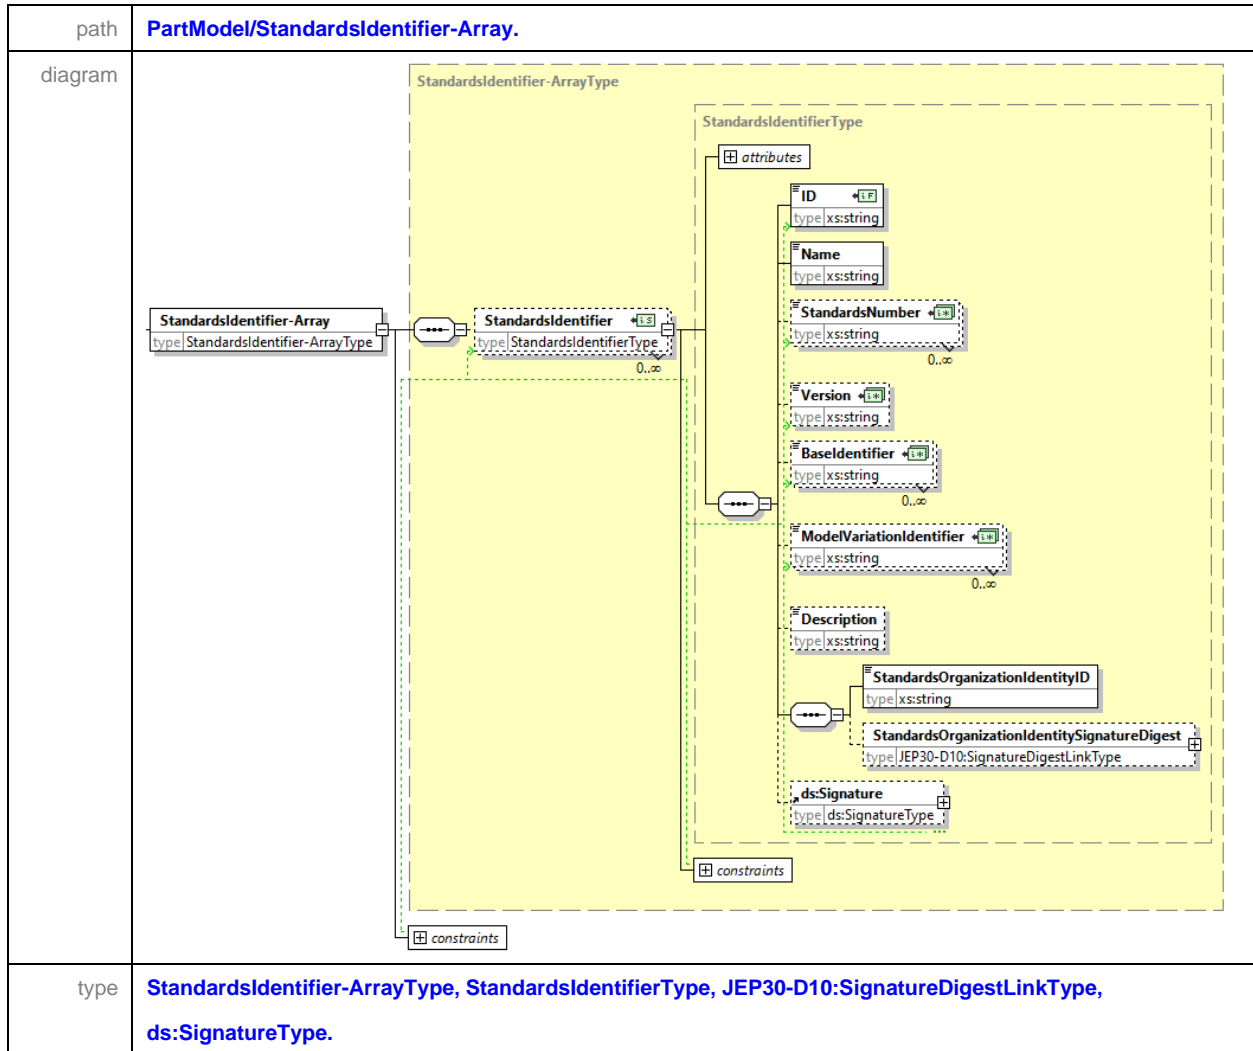 path
PartModel/StandardsIdentifier-Array.
diagram
StandardsIdentifier-ArrayType
StandardsIdentifierType
attributes
ID
type xs:string
Name
type xs:string
StandardsNumber
type xs:string
0..∞
StandardsIdentifier-Array
type StandardsIdentifier-ArrayType
StandardsIdentifier
type StandardsIdentifierType
0..∞
Version
type xs:string
BaseIdentifier
type xs:string
0..∞
ModelVariationIdentifier
type xs:string
0..∞
Description
type xs:string
StandardsOrganizationIdentityID
type xs:string
StandardsOrganizationIdentitySignatureDigest
type JEP30-D10:SignatureDigestLinkType
ds:Signature
type ds:SignatureType
constraints
constraints
type
StandardsIdentifier-ArrayType, StandardsIdentifierType, JEP30-D10:SignatureDigestLinkType,
ds:SignatureType.